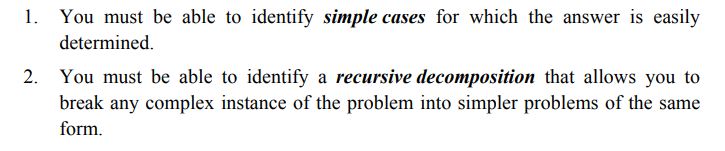 1. You must be able to identify simple cases for which the answer is easily
determined.
2. You must be able to identify a recursive decomposition that allows you to
break any complex instance of the problem into simpler problems of the same
form.